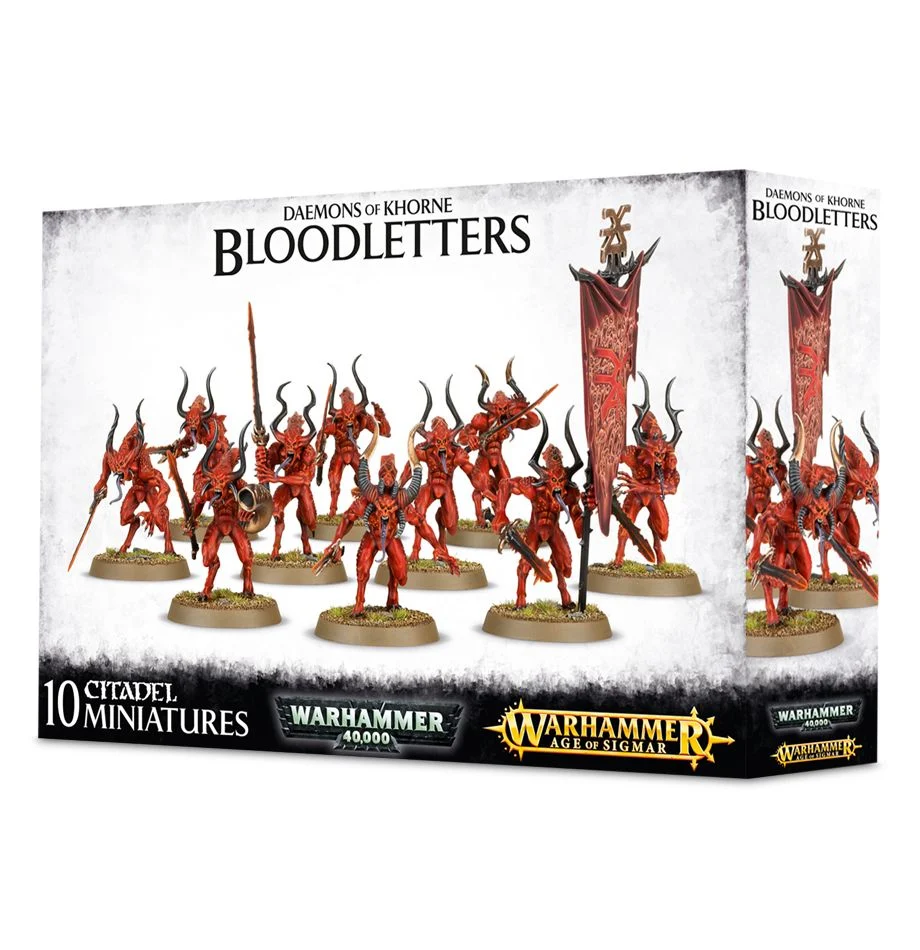 DAEMONS OF KHORNE
BLOODLETTERS
10 CITADEL
MINIATURES
WARHAMMER
40,000
WARHAMMER
AGE OF SIGMAR
DAEMONS OF KHORNE
BLOODLETTERS
WARHAMMER
40,000
WARHAMMER
AGE OF SIGMAR